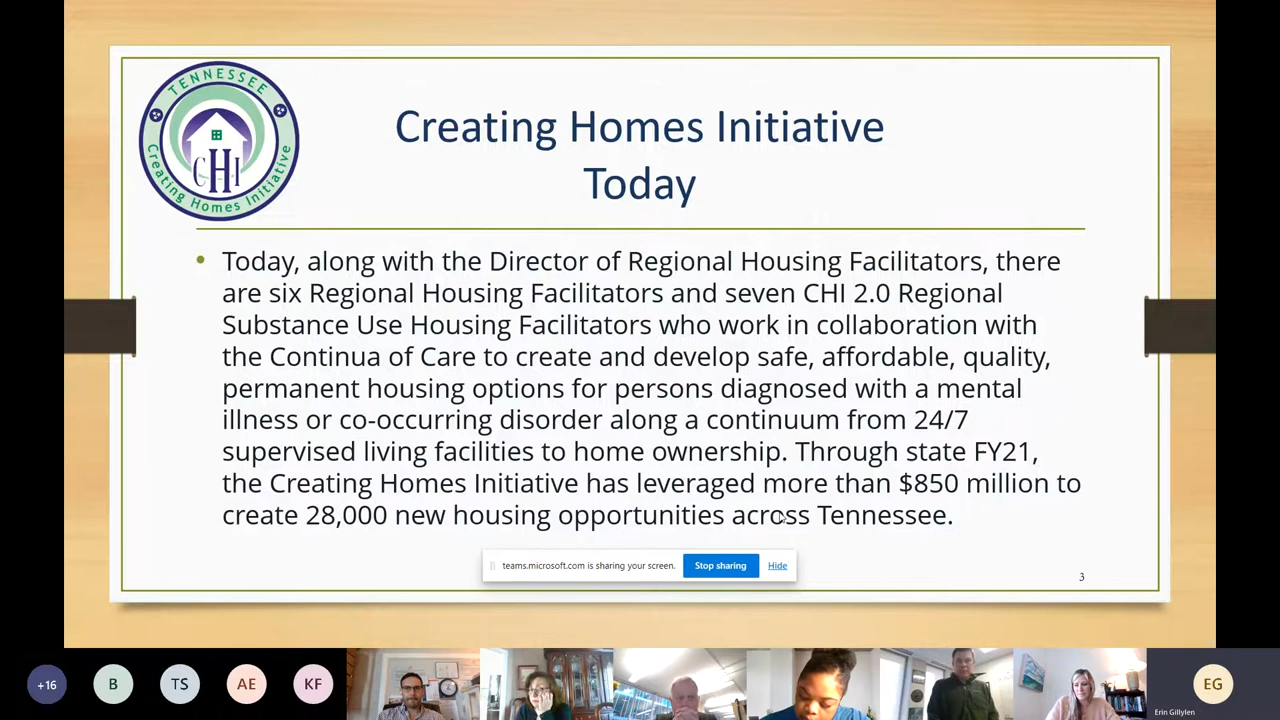 TENNESSEE
CHI
Creating Homes Initiative
Creating Homes Initiative
Today
• Today, along with the Director of Regional Housing Facilitators, there
are six Regional Housing Facilitators and seven CHI 2.0 Regional
Substance Use Housing Facilitators who work in collaboration with
the Continua of Care to create and develop safe, affordable, quality,
permanent housing options for persons diagnosed with a mental
illness or co-occurring disorder along a continuum from 24/7
supervised living facilities to home ownership. Through state FY21,
the Creating Homes Initiative has leveraged more than $850 million to
create 28,000 new housing opportunities across Tennessee.
teams.microsoft.com is sharing your screen. Stop sharing Hide
3
+16 B TS AE KF EG
Erin Gillylen